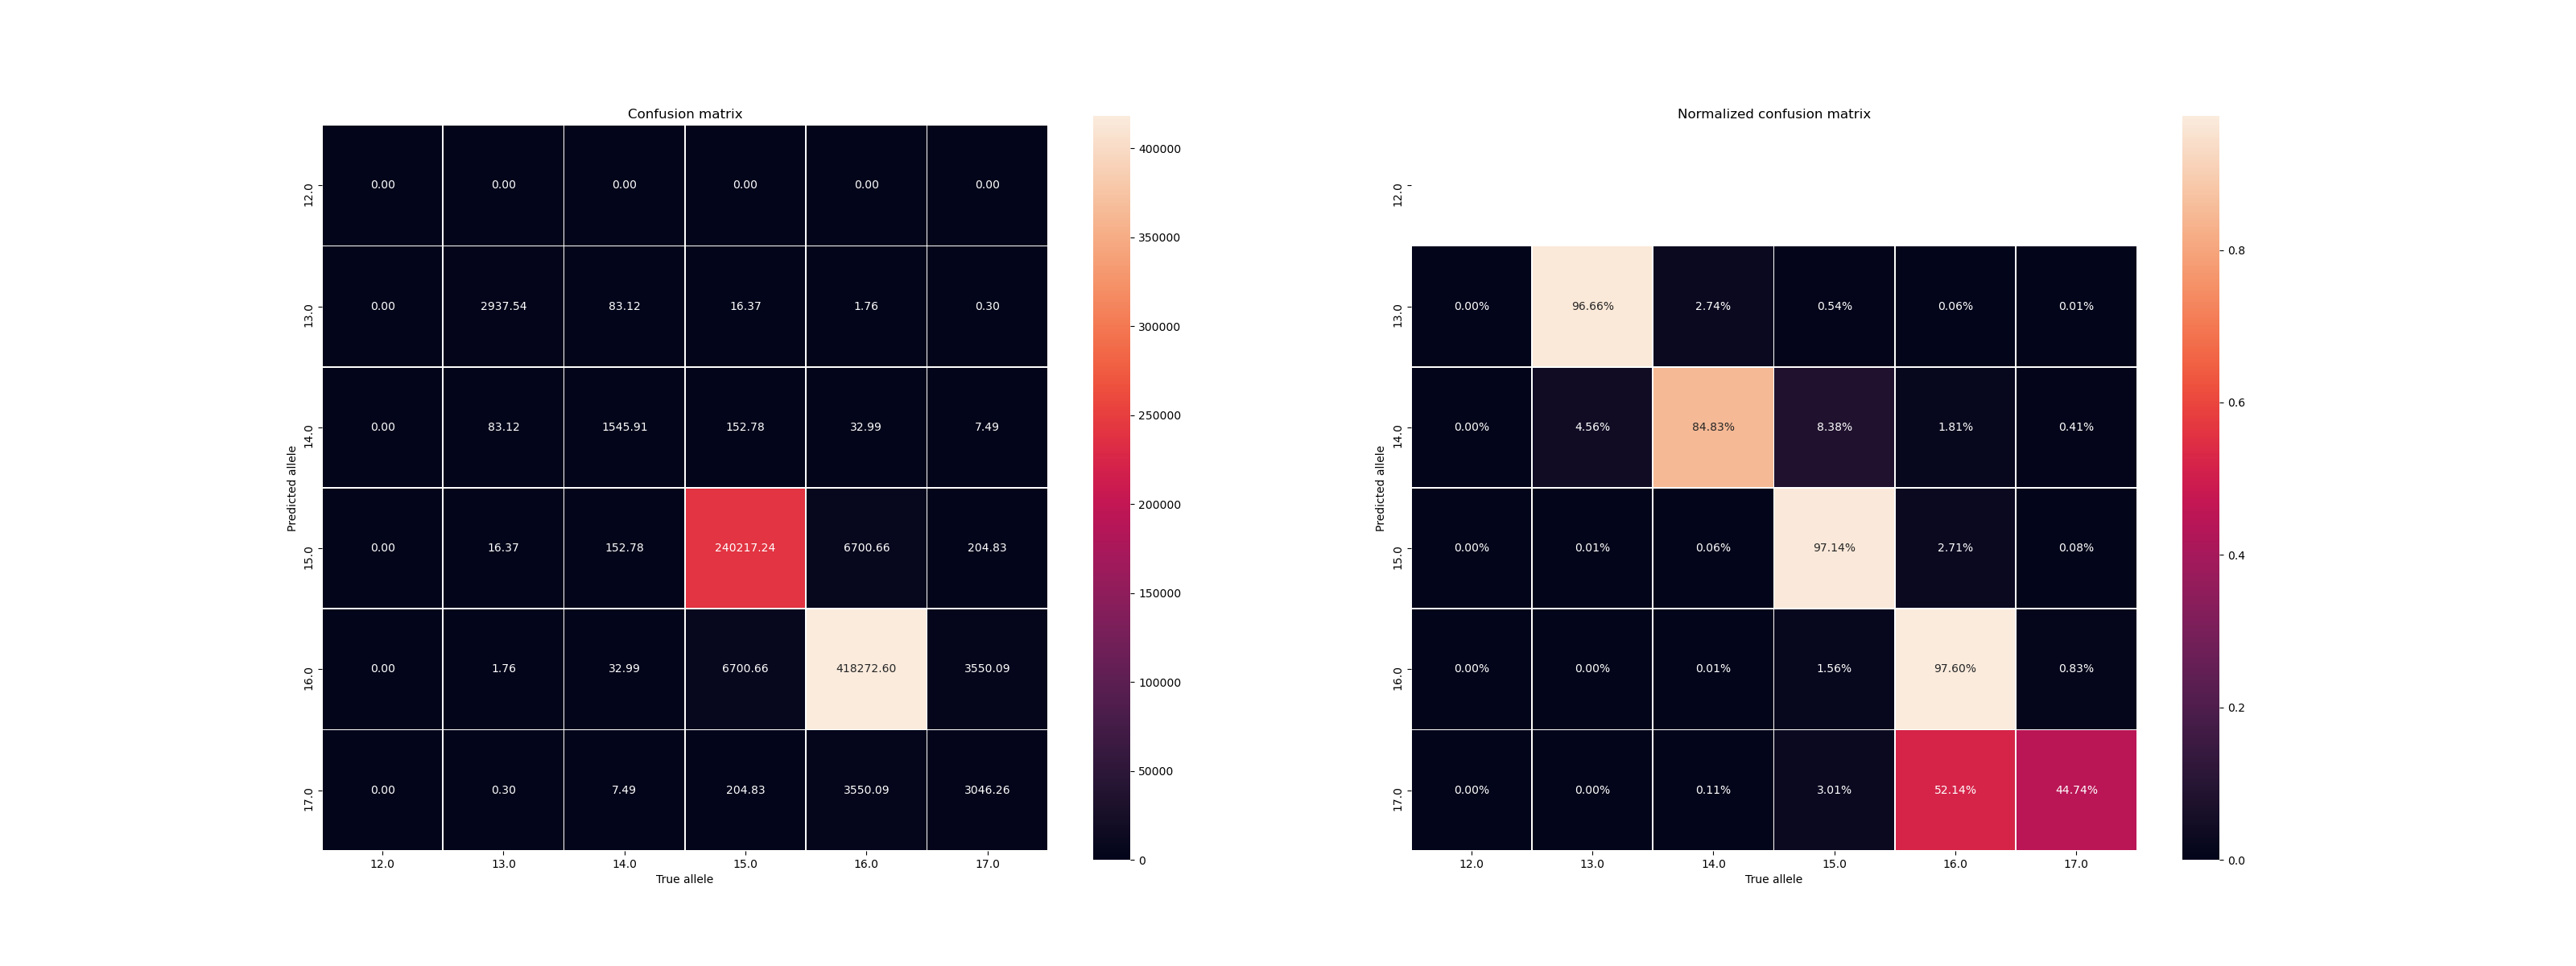 Confusion matrix
12.0 0.00 0.00 0.00 0.00 0.00 0.00
13.0 0.00 2937.54 83.12 16.37 1.76 0.30
14.0 0.00 83.12 1545.91 152.78 32.99 7.49
15.0 0.00 16.37 152.78 240217.24 6700.66 204.83
16.0 0.00 1.76 32.99 6700.66 418272.60 3550.09
17.0 0.00 0.30 7.49 204.83 3550.09 3046.26
12.0 13.0 14.0 15.0 16.0 17.0
True allele
Predicted allele
400000
350000
300000
250000
200000
150000
100000
50000
0
Normalized confusion matrix
12.0
13.0 0.00% 96.66% 2.74% 0.54% 0.06% 0.01%
14.0 0.00% 4.56% 84.83% 8.38% 1.81% 0.41%
15.0 0.00% 0.01% 0.06% 97.14% 2.71% 0.08%
16.0 0.00% 0.00% 0.01% 1.56% 97.60% 0.83%
17.0 0.00% 0.00% 0.11% 3.01% 52.14% 44.74%
12.0 13.0 14.0 15.0 16.0 17.0
True allele
Predicted allele
0.8
0.6
0.4
0.2
0.0